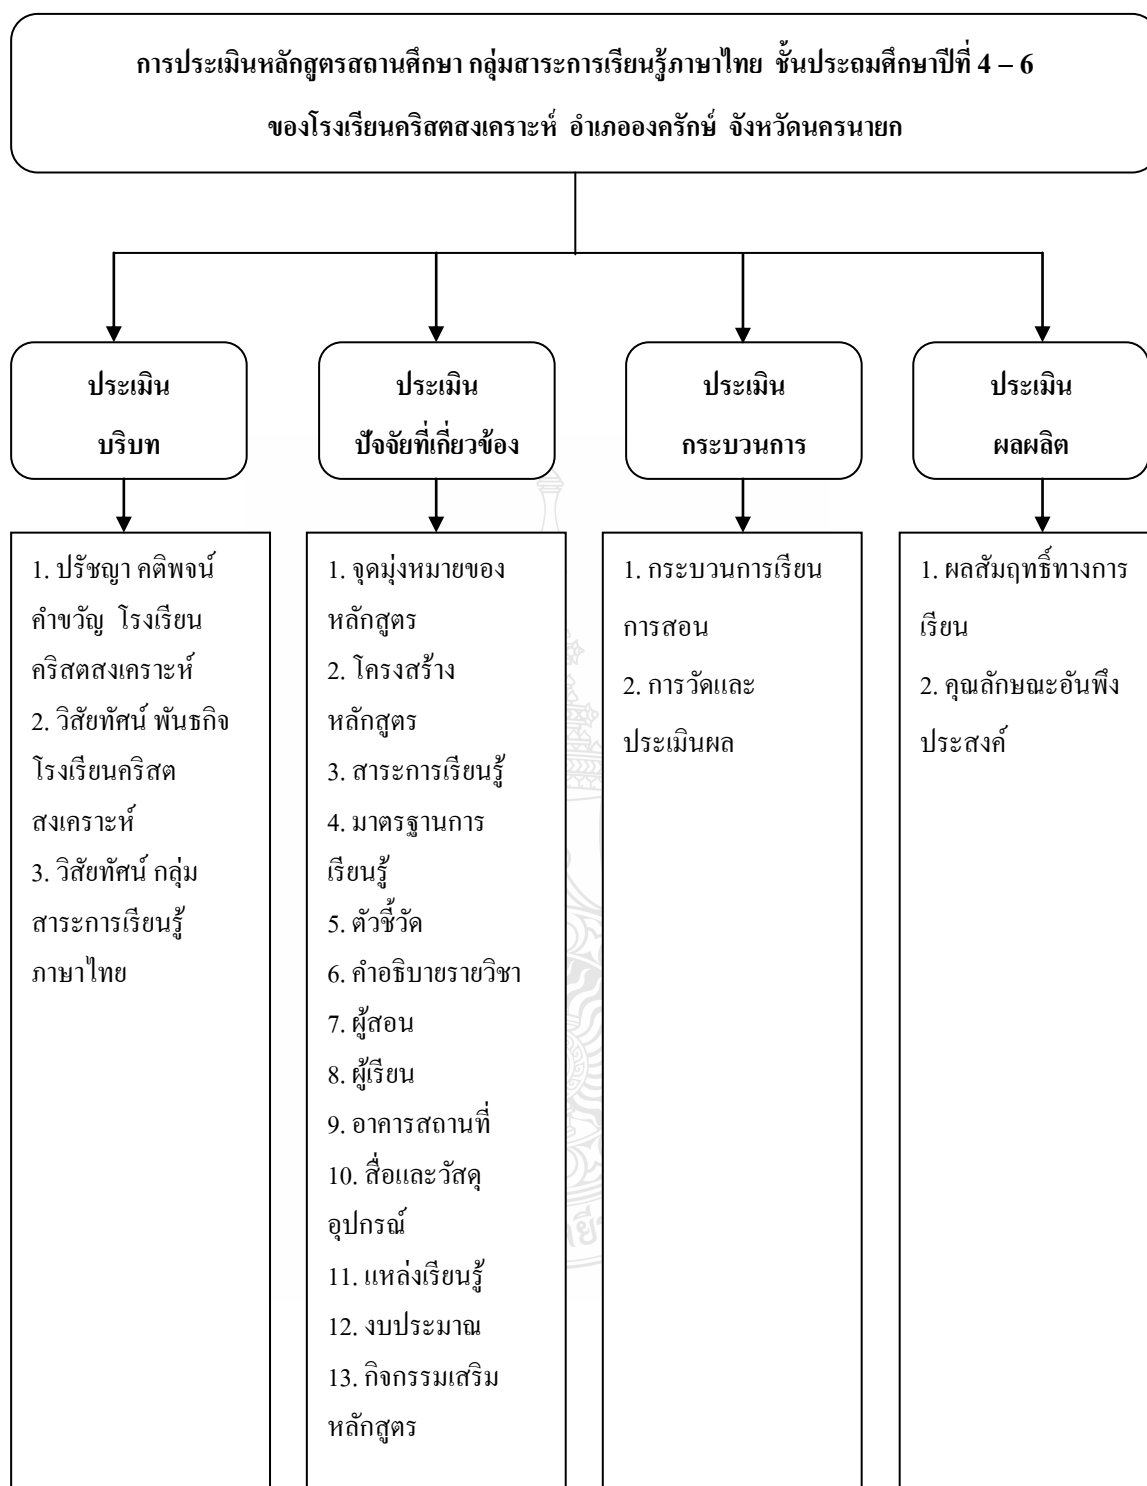 การประเมินหลักสูตรสถานศึกษา กลุ่มสาระการเรียนรู้ภาษาไทย ชั้นประถมศึกษาปีที่ 4 – 6
ของโรงเรียนคริสตสงเคราะห์ อำเภอองครักษ์ จังหวัดนครนายก
ประเมิน
บริบท
ประเมิน
ปัจจัยที่เกี่ยวข้อง
ประเมิน
กระบวนการ
ประเมิน
ผลผลิต
1. ปรัชญา คติพจน์
คำขวัญ โรงเรียน
คริสตสงเคราะห์
2. วิสัยทัศน์ พันธกิจ
โรงเรียนคริสต
สงเคราะห์
3. วิสัยทัศน์ กลุ่ม
สาระการเรียนรู้
ภาษาไทย
1. จุดมุ่งหมายของ
หลักสูตร
2. โครงสร้าง
หลักสูตร
3. สาระการเรียนรู้
4. มาตรฐานการ
เรียนรู้
5. ตัวชี้วัด
6. คำอธิบายรายวิชา
7. ผู้สอน
8. ผู้เรียน
9. อาคารสถานที่
10. สื่อและวัสดุ
อุปกรณ์
11. แหล่งเรียนรู้
12. งบประมาณ
13. กิจกรรมเสริม
หลักสูตร
1. กระบวนการเรียน
การสอน
2. การวัดและ
ประเมินผล
1. ผลสัมฤทธิ์ทางการ
เรียน
2. คุณลักษณะอันพึง
ประสงค์